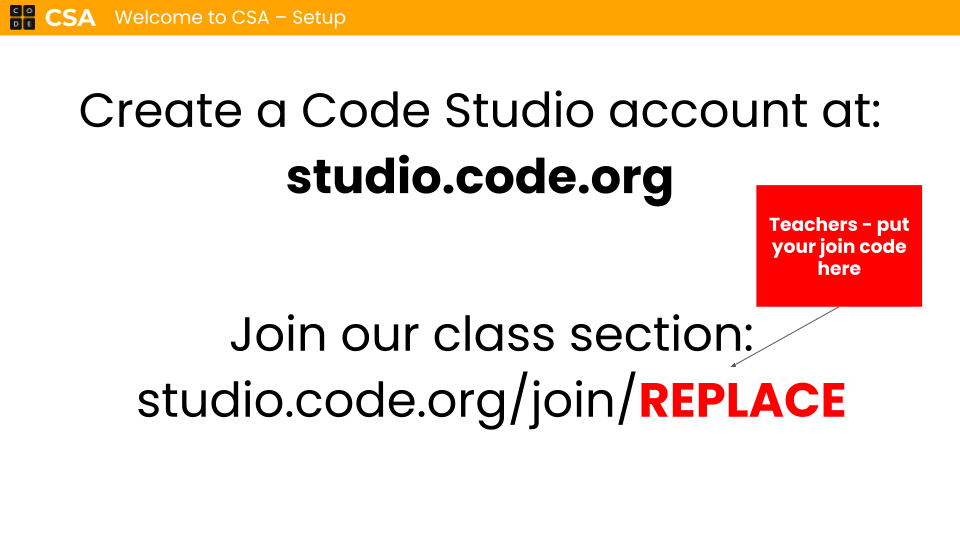 CODE CSA Welcome to CSA – Setup
Create a Code Studio account at:
studio.code.org
Teachers - put
your join code
here
Join our class section:
studio.code.org/join/REPLACE